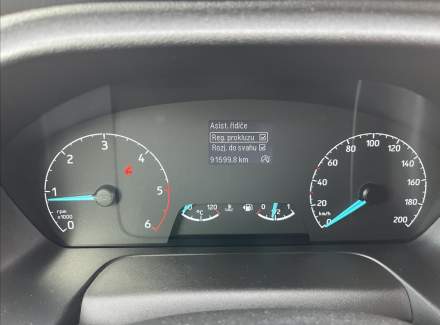 Asist. řidiče
Reg. prokluzu
Rozj. do svahu
91599.8 km
0 1 2 3 4 5 6
rpm
x1000
60 120
°C
0 1/2 1
0 20 40 60 80 100 120 140 160 180 200
km/h